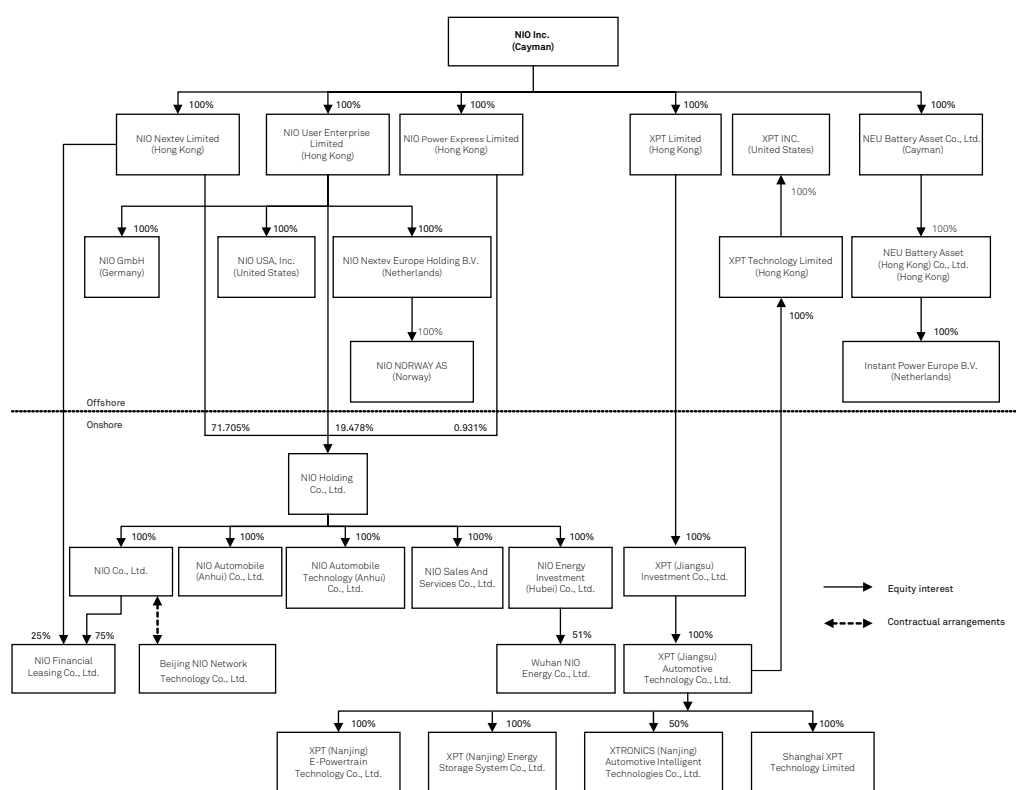 NIO Inc.
(Cayman)
100%
100%
100%
100%
100%
NIO Nextev Limited
(Hong Kong)
NIO User Enterprise
Limited
(Hong Kong)
NIO Power Express Limited
(Hong Kong)
XPT Limited
(Hong Kong)
XPT INC.
(United States)
NEU Battery Asset Co., Ltd.
(Cayman)
100%
100%
100%
100%
100%
NIO GmbH
(Germany)
NIO USA, Inc.
(United States)
NIO Nextev Europe Holding B.V.
(Netherlands)
XPT Technology Limited
(Hong Kong)
NEU Battery Asset
(Hong Kong) Co., Ltd.
(Hong Kong)
100%
100%
100%
NIO NORWAY AS
(Norway)
Instant Power Europe B.V.
(Netherlands)
Offshore
Onshore
71.705%
19.478%
0.931%
NIO Holding
Co., Ltd.
100%
100%
100%
100%
100%
100%
NIO Co., Ltd.
NIO Automobile
(Anhui) Co., Ltd.
NIO Automobile
Technology (Anhui)
Co., Ltd.
NIO Sales And
Services Co., Ltd.
NIO Energy
Investment
(Hubei) Co., Ltd.
XPT (Jiangsu)
Investment Co., Ltd.
Equity interest
Contractual arrangements
25%
75%
51%
100%
NIO Financial
Leasing Co., Ltd.
Beijing NIO Network
Technology Co., Ltd.
Wuhan NIO
Energy Co., Ltd.
XPT (Jiangsu)
Automotive
Technology Co., Ltd.
100%
100%
50%
100%
XPT (Nanjing)
E-Powertrain
Technology Co., Ltd.
XPT (Nanjing) Energy
Storage System Co., Ltd.
XTRONICS (Nanjing)
Automotive Intelligent
Technologies Co., Ltd.
Shanghai XPT
Technology Limited